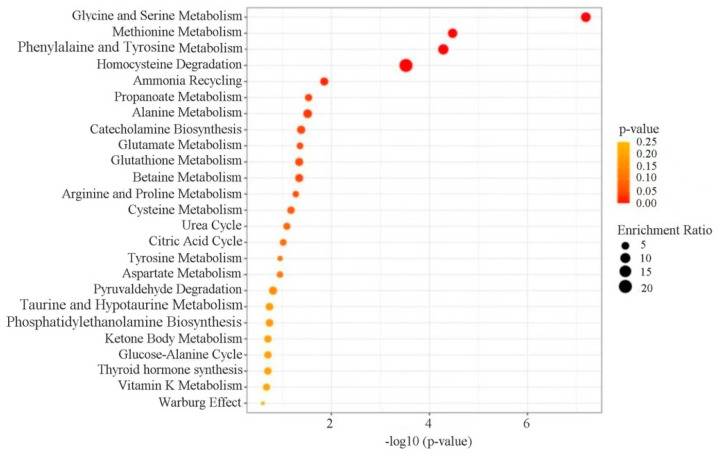 Glycine and Serine Metabolism
Methionine Metabolism
Phenylalaine and Tyrosine Metabolism
Homocysteine Degradation
Ammonia Recycling
Propanoate Metabolism
Alanine Metabolism
Catecholamine Biosynthesis
Glutamate Metabolism
Glutathione Metabolism
Betaine Metabolism
Arginine and Proline Metabolism
Cysteine Metabolism
Urea Cycle
Citric Acid Cycle
Tyrosine Metabolism
Aspartate Metabolism
Pyruvaldehyde Degradation
Taurine and Hypotaurine Metabolism
Phosphatidylethanolamine Biosynthesis
Ketone Body Metabolism
Glucose-Alanine Cycle
Thyroid hormone synthesis
Vitamin K Metabolism
Warburg Effect
2 4 6
-log10 (p-value)
p-value
0.25
0.20
0.15
0.10
0.05
0.00
Enrichment Ratio
5
10
15
20